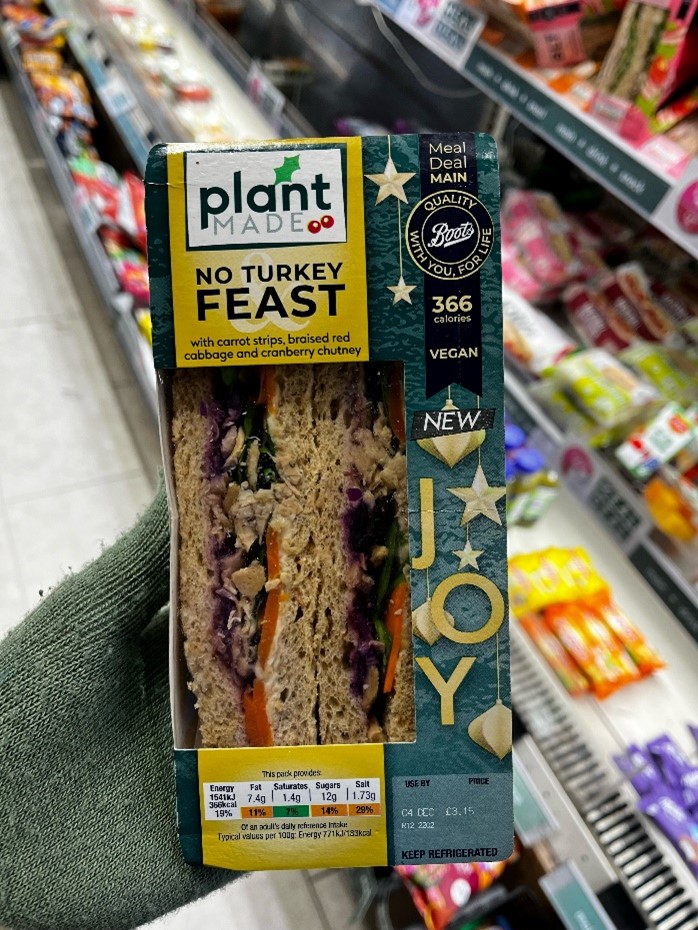 plant
MADE
NO TURKEY
FEAST
&
with carrot strips, braised red
cabbage and cranberry chutney
Meal
Deal
MAIN
QUALITY
Boots
WITH YOU, FOR LIFE
366
calories
VEGAN
NEW
JOY
This pack provides:
Energy Fat Saturates Sugars Salt
1541kJ
366kcal 7.4g 1.4g 12g 1.73g
19% 11% 7% 14% 29%
Of an adult's daily reference intake
Typical values per 100g: Energy 771kJ/183kcal
USE BY PRICE
04 DEC £3.15
R12 2202
KEEP REFRIGERATED